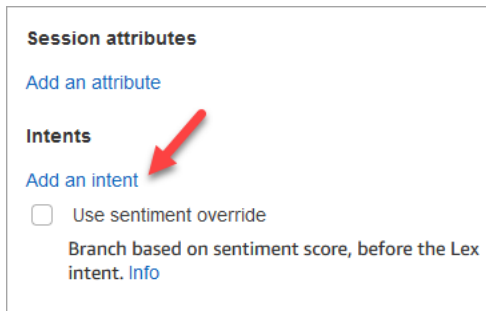 Session attributes
Add an attribute
Intents
Add an intent
Use sentiment override
Branch based on sentiment score, before the Lex
intent. Info